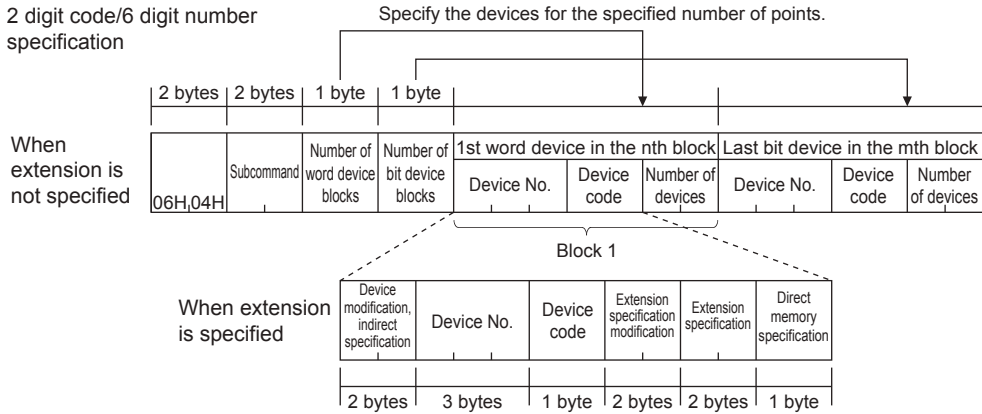 2 digit code/6 digit number
specification
Specify the devices for the specified number of points.
2 bytes
2 bytes
1 byte
1 byte
When
extension is
not specified
06H 04H
Subcommand
Number of
word device
blocks
Number of
bit device
blocks
1st word device in the nth block
Device No.
Device
code
Number of
devices
Last bit device in the mth block
Device No.
Device
code
Number
of devices
Block 1
When extension
is specified
Device
modification,
indirect
specification
Device No.
Device
code
Extension
specification
modification
Extension
specification
Direct
memory
specification
2 bytes
3 bytes
1 byte
2 bytes
2 bytes
1 byte